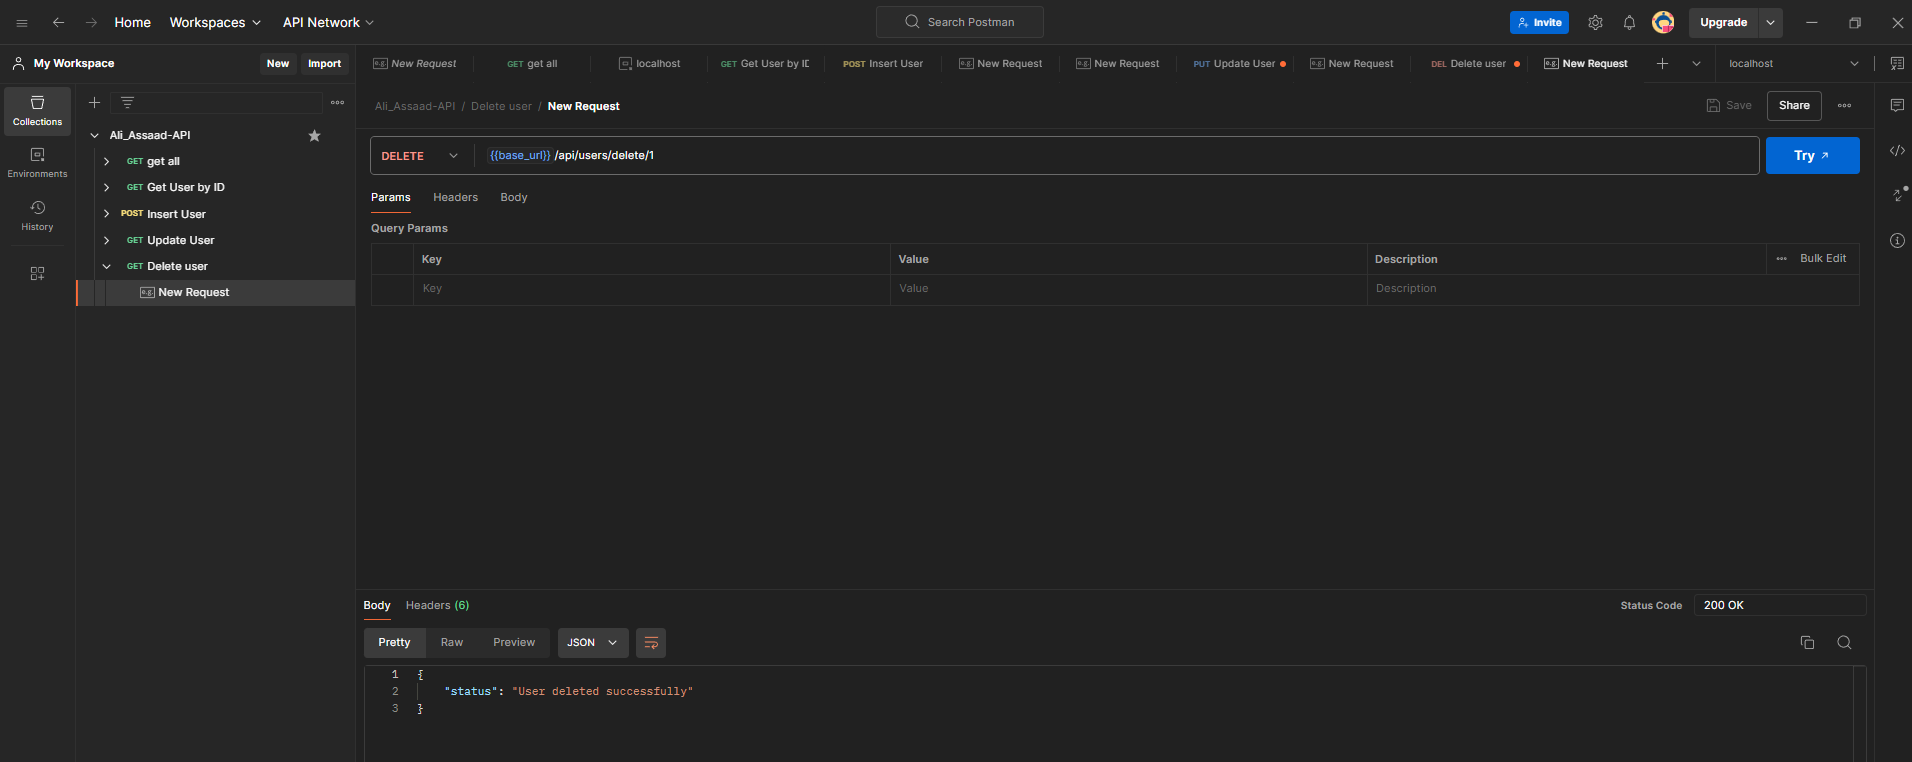 Home Workspaces API Network Search Postman Invite Upgrade
My Workspace New Import
New Request GET get all localhost GET Get User by ID POST Insert User New Request New Request PUT Update User New Request DEL Delete user New Request localhost
Collections
Environments
History
Ali_Assaad-API
GET get all
GET Get User by ID
POST Insert User
GET Update User
GET Delete user
e.g. New Request
Ali_Assaad-API / Delete user / New Request Save Share
DELETE {{base_url}}/api/users/delete/1 Try
Params Headers Body
Query Params
Key Value Description Bulk Edit
Key Value Description
Body Headers (6) Status Code 200 OK
Pretty Raw Preview JSON
1 {
2 "status": "User deleted successfully"
3 }